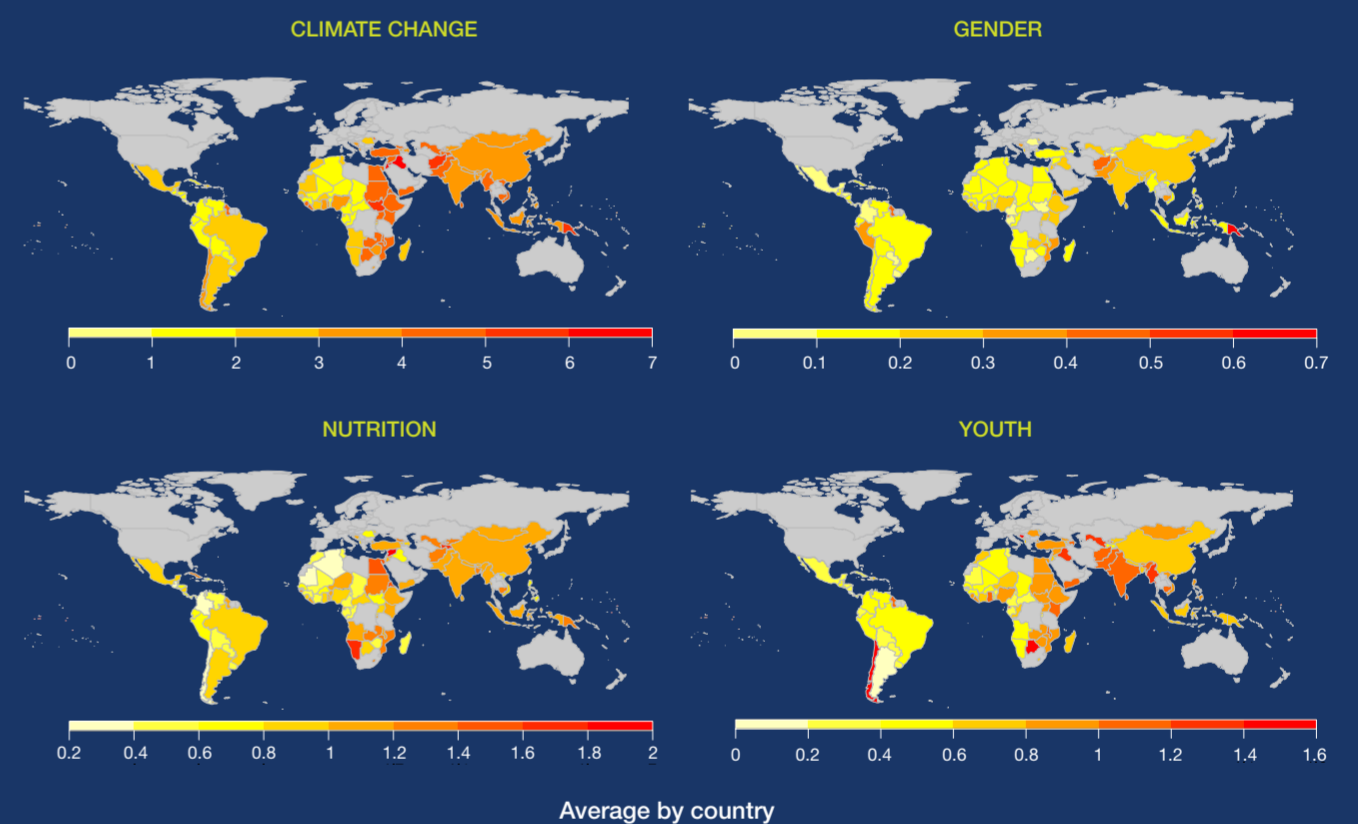 CLIMATE CHANGE
GENDER
0 1 2 3 4 5 6 7
0 0.1 0.2 0.3 0.4 0.5 0.6 0.7
NUTRITION
YOUTH
0.2 0.4 0.6 0.8 1 1.2 1.4 1.6 1.8 2
0 0.2 0.4 0.6 0.8 1 1.2 1.4 1.6
Average by country